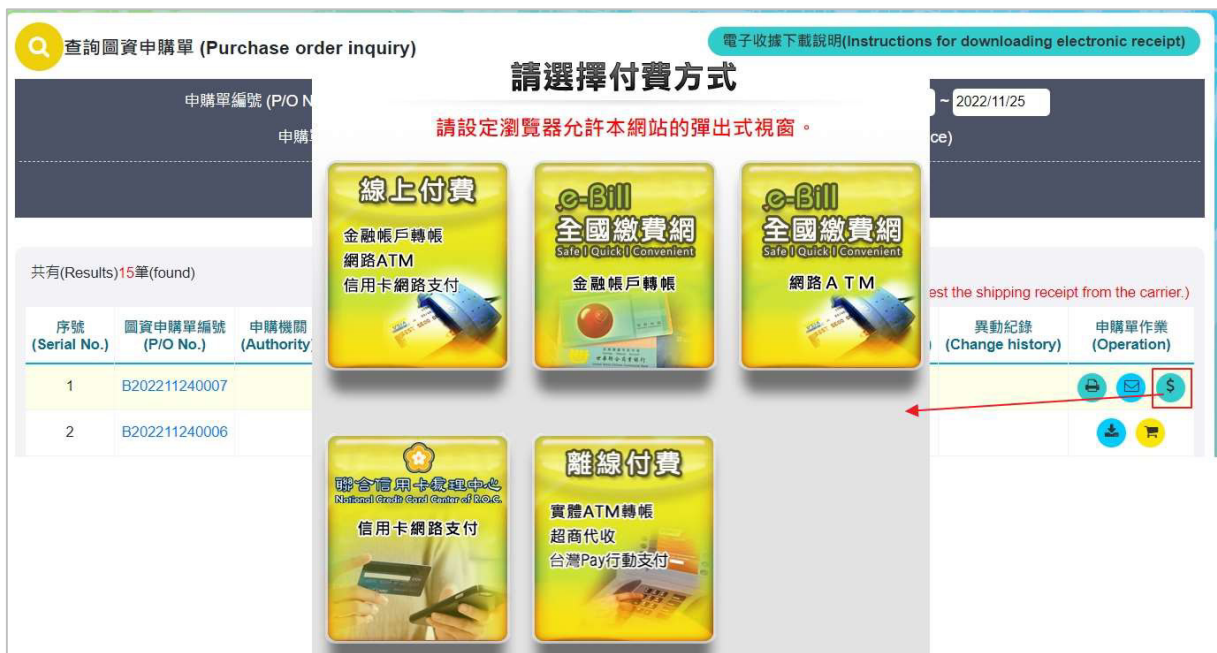 查詢圖資申購單 (Purchase order inquiry)
電子收據下載說明(Instructions for downloading electronic receipt)
請選擇付費方式
申購單編號 (P/O N
~ 2022/11/25
請設定瀏覽器允許本網站的彈出式視窗。
申購
ce)
線上付費
金融帳戶轉帳
網路ATM
信用卡網路支付
e-Bill
全國繳費網
Safe | Quick | Convenient
金融帳戶轉帳
e-Bill
全國繳費網
Safe | Quick | Convenient
網路ATM
共有(Results)15筆(found)
est the shipping receipt from the carrier.)
序號
(Serial No.)
圖資申購單編號
(P/O No.)
申購機關
(Authority)
異動紀錄
(Change history)
申購單作業
(Operation)
1
B202211240007
$
2
B202211240006
聯合信用卡處理中心
National Credit Card Center of R.O.C.
信用卡網路支付
離線付費
實體ATM轉帳
超商代收
台灣Pay行動支付